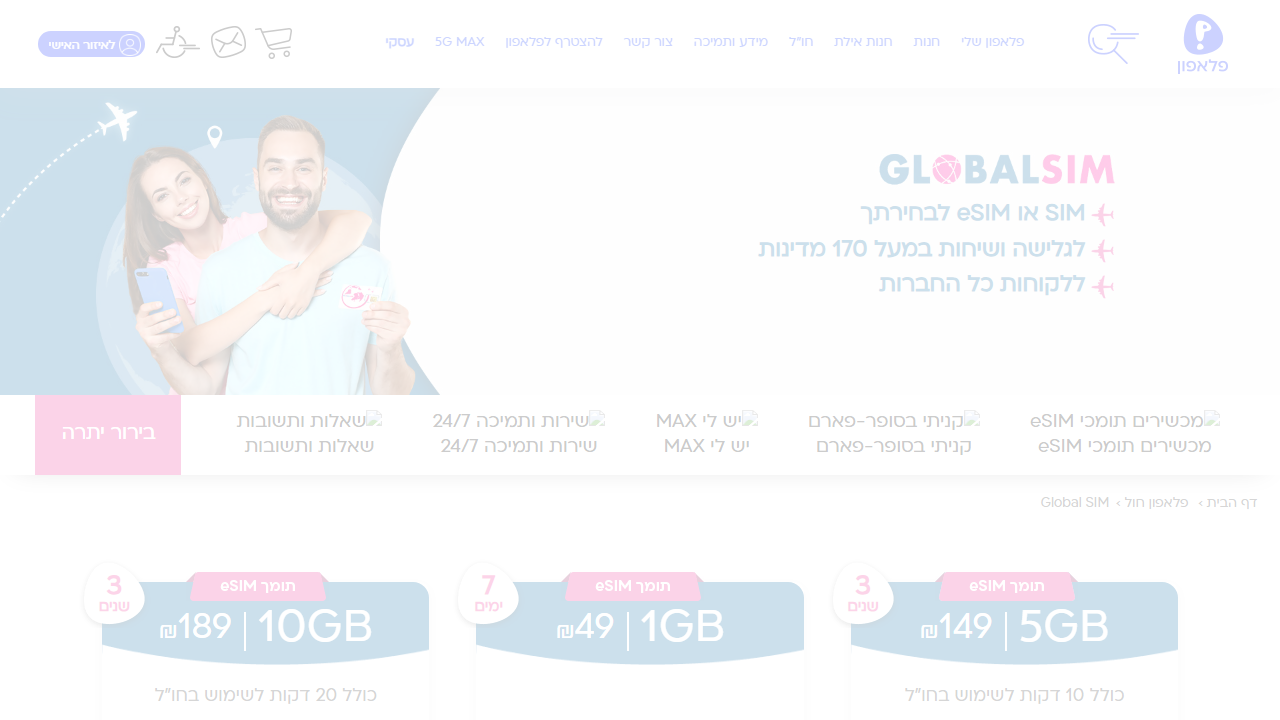 פלאפון
פלאפון שלי
חנות
חנות אילת
חו"ל
מידע ותמיכה
צור קשר
להצטרף לפלאפון
5G MAX
עסקי
לאיזור האישי
GLOBALSIM
SIM או eSIM לבחירתך
לגלישה ושיחות במעל 170 מדינות
ללקוחות כל החברות
מכשירים תומכי eSIM
מכשירים תומכי eSIM
קניתי בסופר-פארם
קניתי בסופר-פארם
יש לי MAX
יש לי MAX
שירות ותמיכה 24/7
שירות ותמיכה 24/7
שאלות ותשובות
שאלות ותשובות
בירור יתרה
דף הבית › פלאפון חול › Global SIM
תומך eSIM
3
שנים
5GB | 149₪
כולל 10 דקות לשימוש בחו"ל
תומך eSIM
7
ימים
1GB | 49₪
תומך eSIM
3
שנים
10GB | 189₪
כולל 20 דקות לשימוש בחו"ל